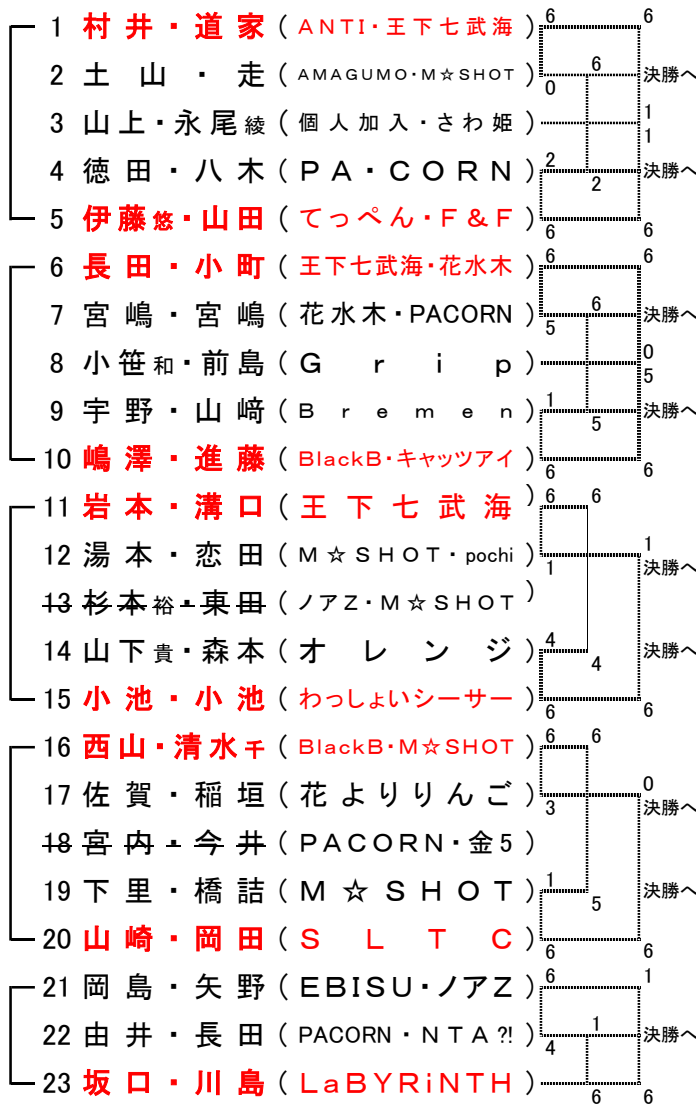 1 村井・道家 (ANTI・王下七武海) 6 6
2 土山・走 (AMAGUMO・M☆SHOT) 0 6 決勝へ
3 山上・永尾綾 (個人加入・さわ姫) 1 1
4 徳田・八木 (PA・CORN) 2 2 決勝へ
5 伊藤悠・山田 (てっぺん・F&F) 6 6
6 長田・小町 (王下七武海・花水木) 6 6
7 宮嶋・宮嶋 (花水木・PACORN) 5 6 決勝へ
8 小笹和・前島 (Grip) 0 5
9 宇野・山﨑 (Bremen) 1 5 決勝へ
10 嶋澤・進藤 (BlackB・キャッツアイ) 6 6
11 岩本・溝口 (王下七武海) 6 6
12 湯本・恋田 (M☆SHOT・pochi) 1 1 決勝へ
13 杉本裕・東田 (ノアZ・M☆SHOT)
14 山下貴・森本 (オレンジ) 4 4 決勝へ
15 小池・小池 (わっしょいシーサー) 6 6
16 西山・清水千 (BlackB・M☆SHOT) 6 6
17 佐賀・稲垣 (花よりりんご) 3 0 決勝へ
18 宮内・今井 (PACORN・金5)
19 下里・橋詰 (M☆SHOT) 1 5 決勝へ
20 山崎・岡田 (SLTC) 6 6
21 岡島・矢野 (EBISU・ノアZ) 6 1
22 由井・長田 (PACORN・NTA?!) 4 1 決勝へ
23 坂口・川島 (LaBYRiNTH) 6 6